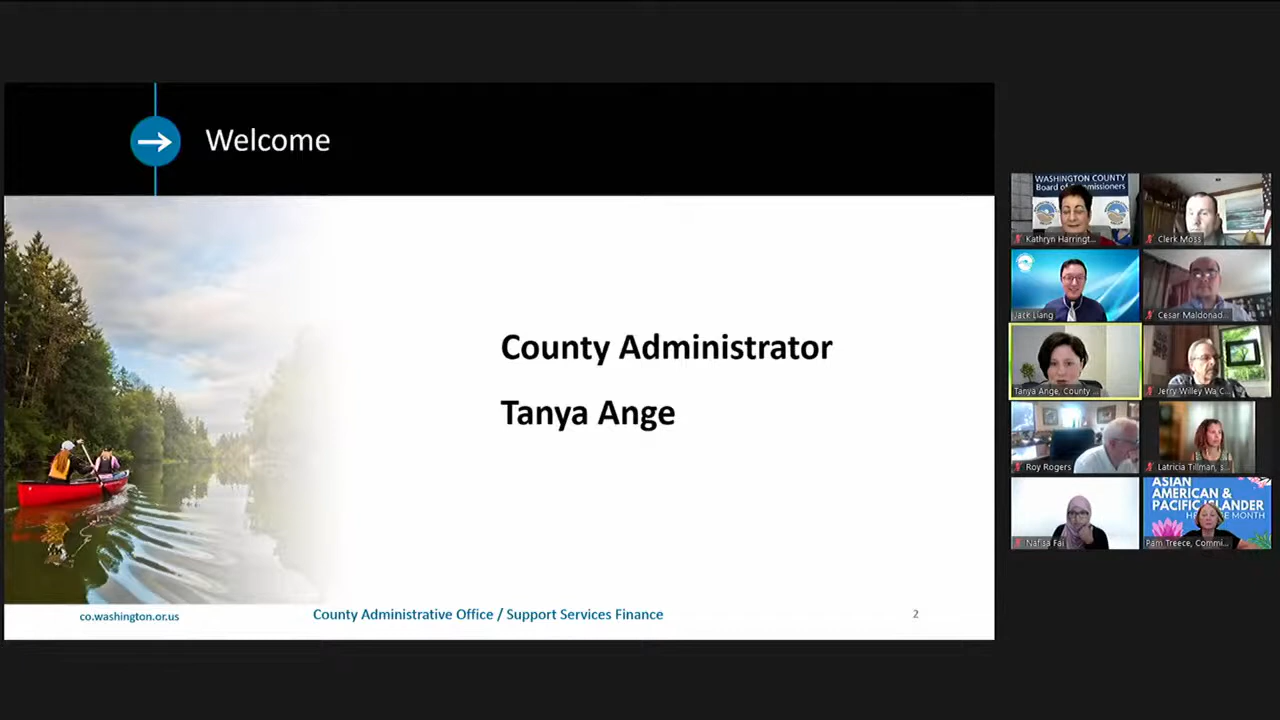 Welcome
County Administrator
Tanya Ange
co.washington.or.us
County Administrative Office / Support Services Finance
2
WASHINGTON COUNTY
Board of Commissioners
Kathryn Harringt...
Clerk Moss
Jack Liang
Cesar Maldonad...
Tanya Ange, County ...
Jerry Willey Wa C...
Roy Rogers
Latricia Tillman, s...
Nafisa Fai
ASIAN
AMERICAN &
PACIFIC ISLANDER
MONTH
Pam Treece, Commi...